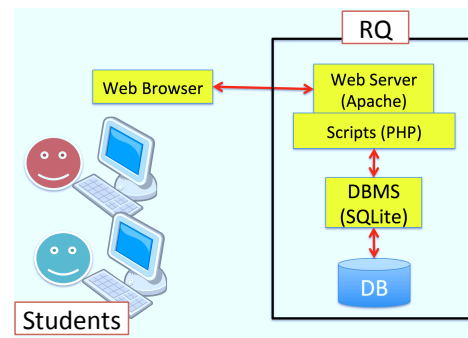 RQ
Web Browser
Web Server
(Apache)
Scripts (PHP)
DBMS
(SQLite)
DB
Students